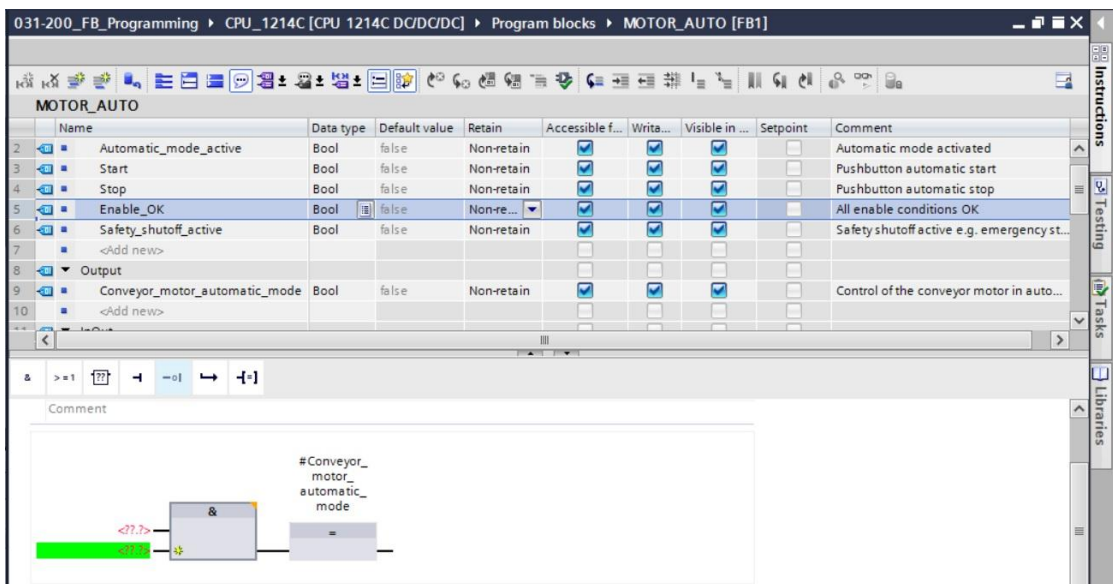 031-200_FB_Programming ▸ CPU_1214C [CPU 1214C DC/DC/DC] ▸ Program blocks ▸ MOTOR_AUTO [FB1]
MOTOR_AUTO
Name Data type Default value Retain Accessible f... Writa... Visible in ... Setpoint Comment
2 Automatic_mode_active Bool false Non-retain Automatic mode activated
3 Start Bool false Non-retain Pushbutton automatic start
4 Stop Bool false Non-retain Pushbutton automatic stop
5 Enable_OK Bool false Non-re... All enable conditions OK
6 Safety_shutoff_active Bool false Non-retain Safety shutoff active e.g. emergency st...
7 <Add new>
8 Output
9 Conveyor_motor_automatic_mode Bool false Non-retain Control of the conveyor motor in auto...
10 <Add new>
& >=1 [??] ⊣ -o| ↦ -[=]
Comment
#Conveyor_
motor_
automatic_
mode
&
=
<??.?>
<??.?>
Instructions
Testing
Tasks
Libraries